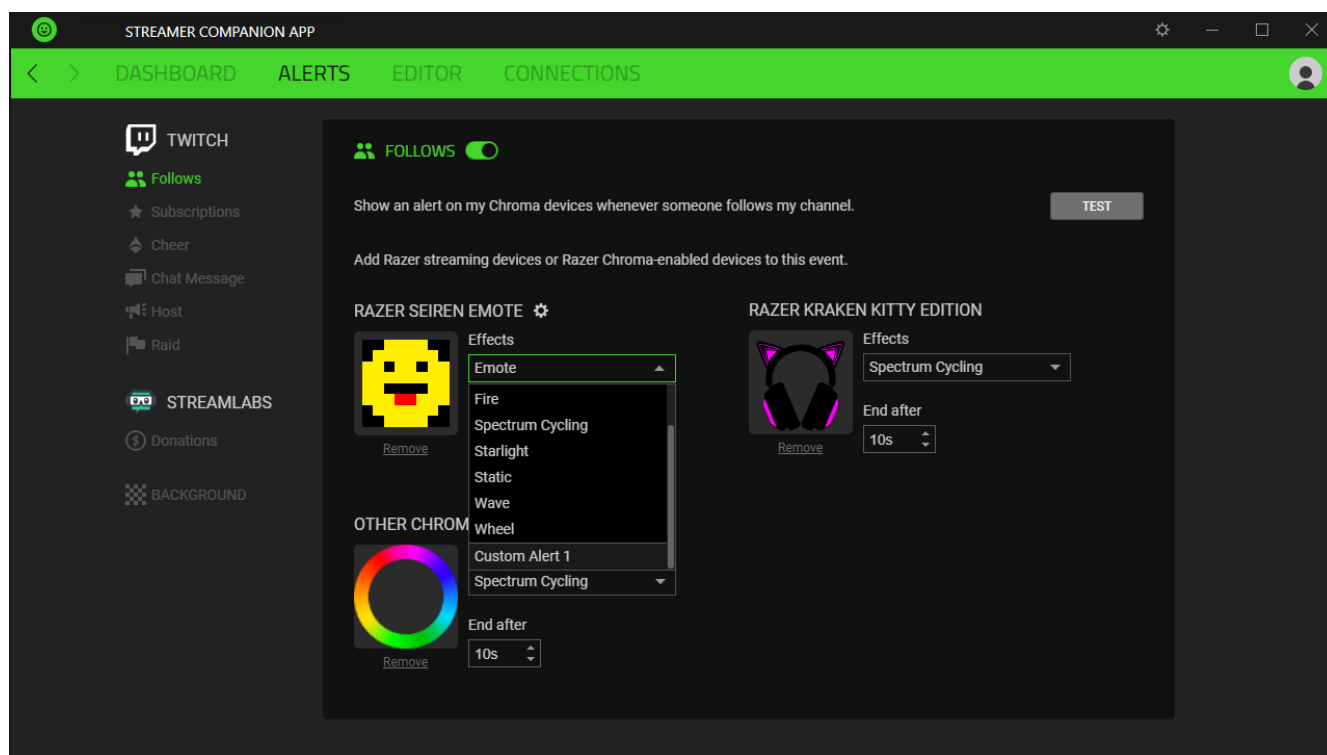 STREAMER COMPANION APP
DASHBOARD ALERTS EDITOR CONNECTIONS
TWITCH
Follows
Subscriptions
Cheer
Chat Message
Host
Raid
STREAMLABS
Donations
BACKGROUND
FOLLOWS
Show an alert on my Chroma devices whenever someone follows my channel.
TEST
Add Razer streaming devices or Razer Chroma-enabled devices to this event.
RAZER SEIREN EMOTE
Effects
Emote
Fire
Spectrum Cycling
Starlight
Static
Wave
Wheel
Custom Alert 1
Remove
RAZER KRAKEN KITTY EDITION
Effects
Spectrum Cycling
End after
10s
Remove
OTHER CHROM
Spectrum Cycling
End after
10s
Remove